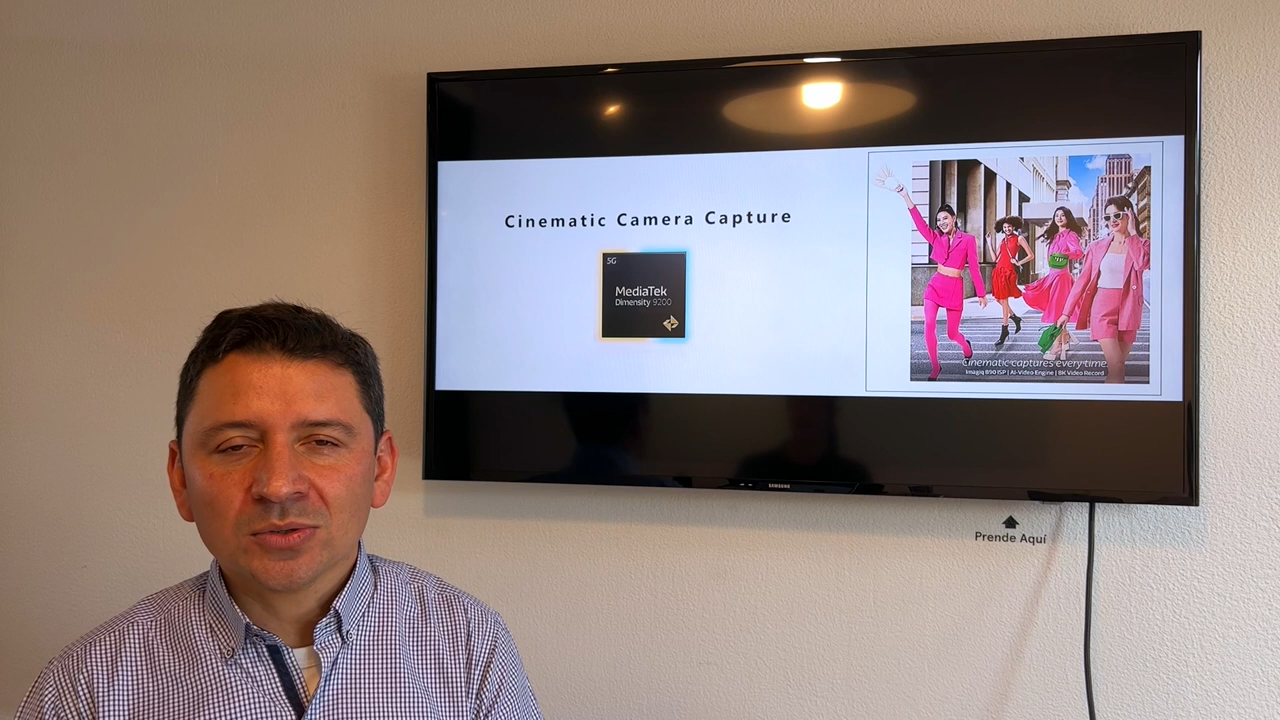 Cinematic Camera Capture
5G
MediaTek
Dimensity 9200
Cinematic captures every time.
Imagiq 890 ISP | AI-Video Engine | 8K Video Record
SAMSUNG
Prende Aquí